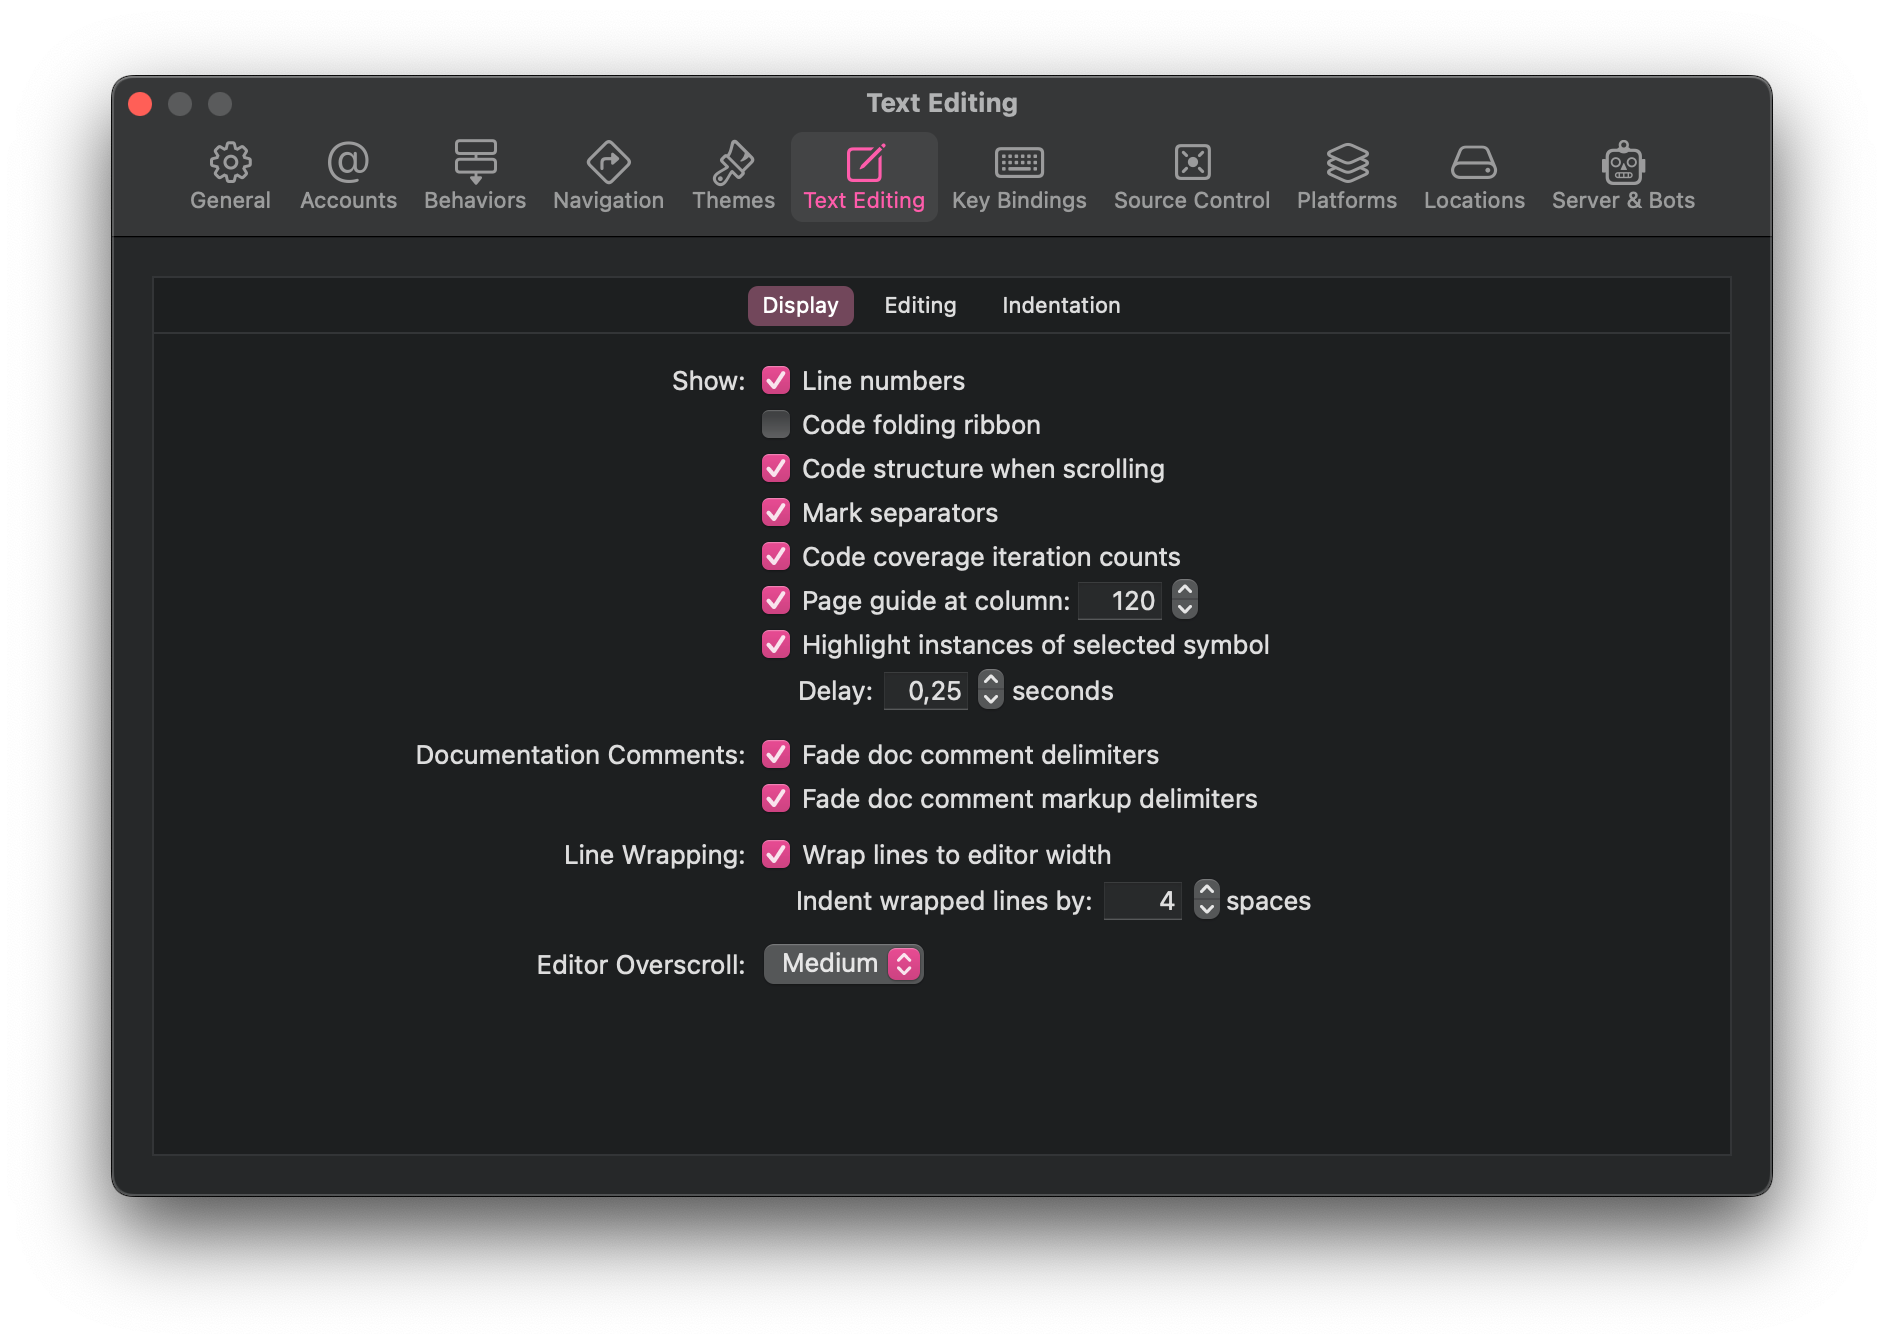 Text Editing
General Accounts Behaviors Navigation Themes Text Editing Key Bindings Source Control Platforms Locations Server & Bots
Display Editing Indentation
Show: Line numbers
Code folding ribbon
Code structure when scrolling
Mark separators
Code coverage iteration counts
Page guide at column: 120
Highlight instances of selected symbol
Delay: 0,25 seconds
Documentation Comments: Fade doc comment delimiters
Fade doc comment markup delimiters
Line Wrapping: Wrap lines to editor width
Indent wrapped lines by: 4 spaces
Editor Overscroll: Medium